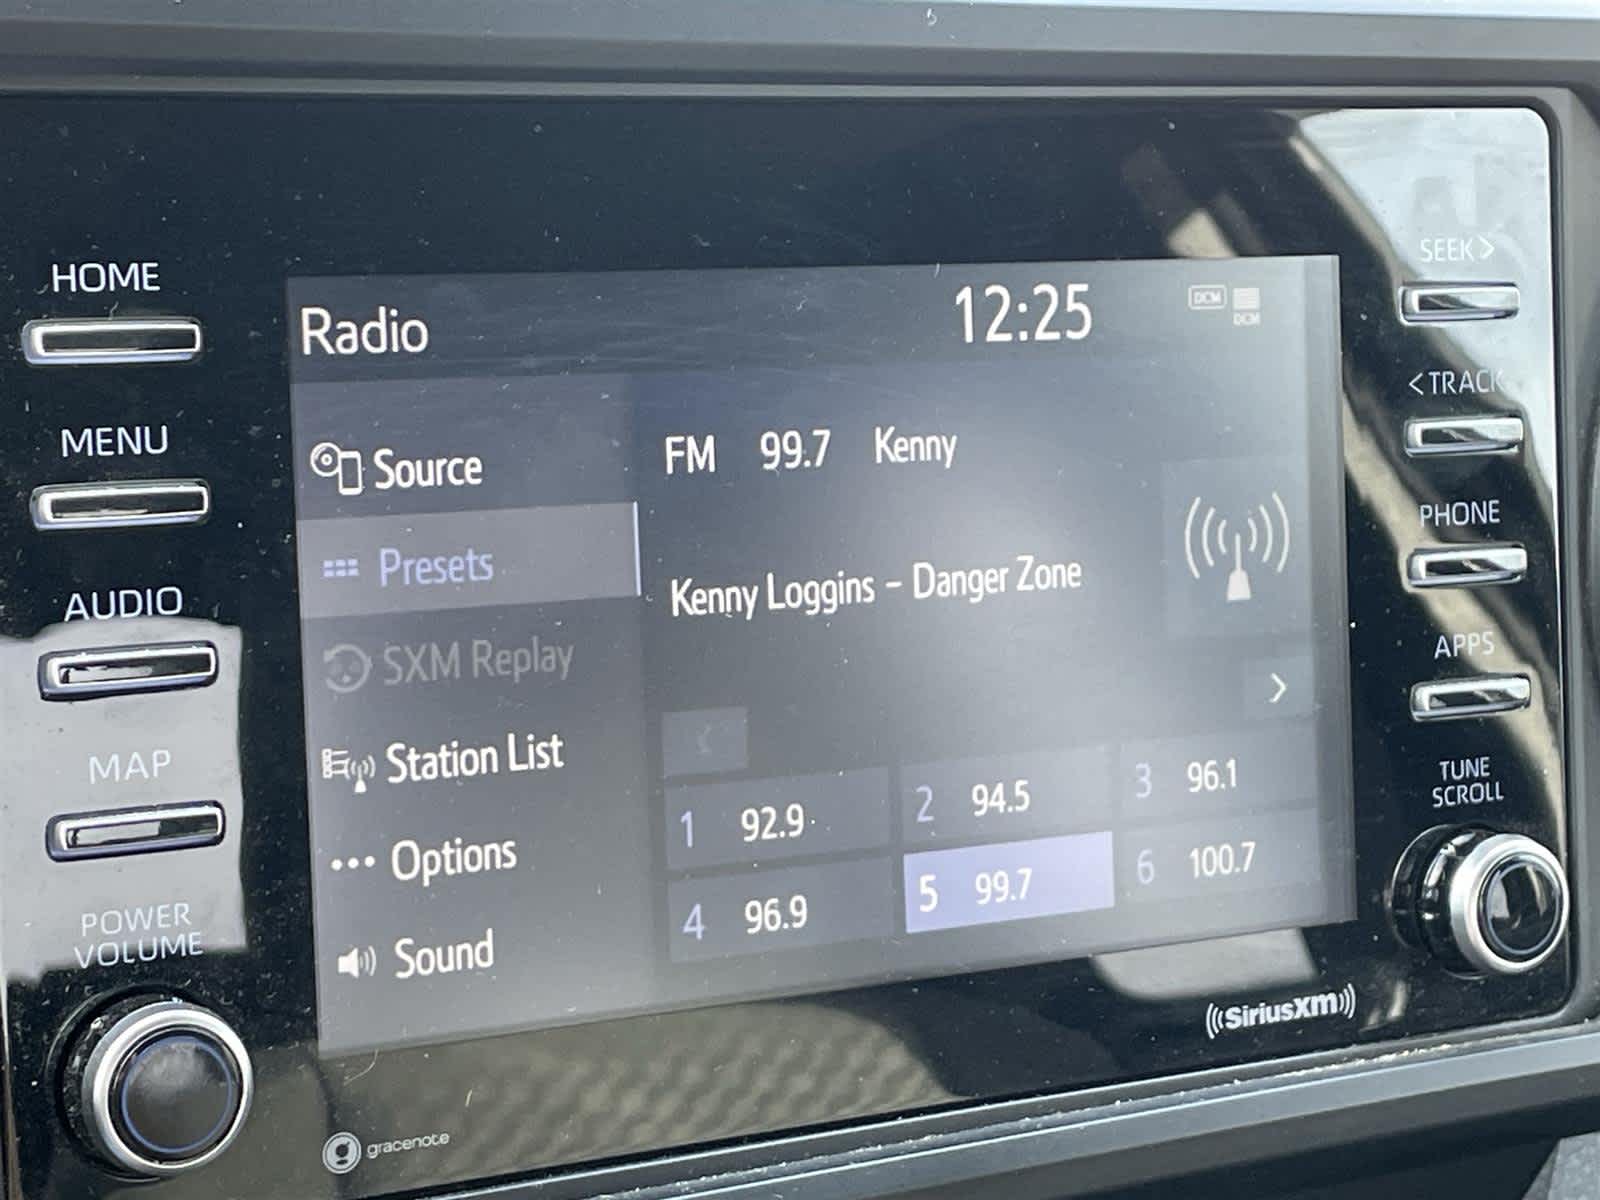 HOME
MENU
AUDIO
MAP
POWER
VOLUME
Radio
12:25
DCM
DCM
Source
Presets
SXM Replay
Station List
Options
Sound
FM 99.7 Kenny
Kenny Loggins - Danger Zone
1 92.9
2 94.5
3 96.1
4 96.9
5 99.7
6 100.7
SEEK >
< TRACK
PHONE
APPS
TUNE
SCROLL
SiriusXM
gracenote